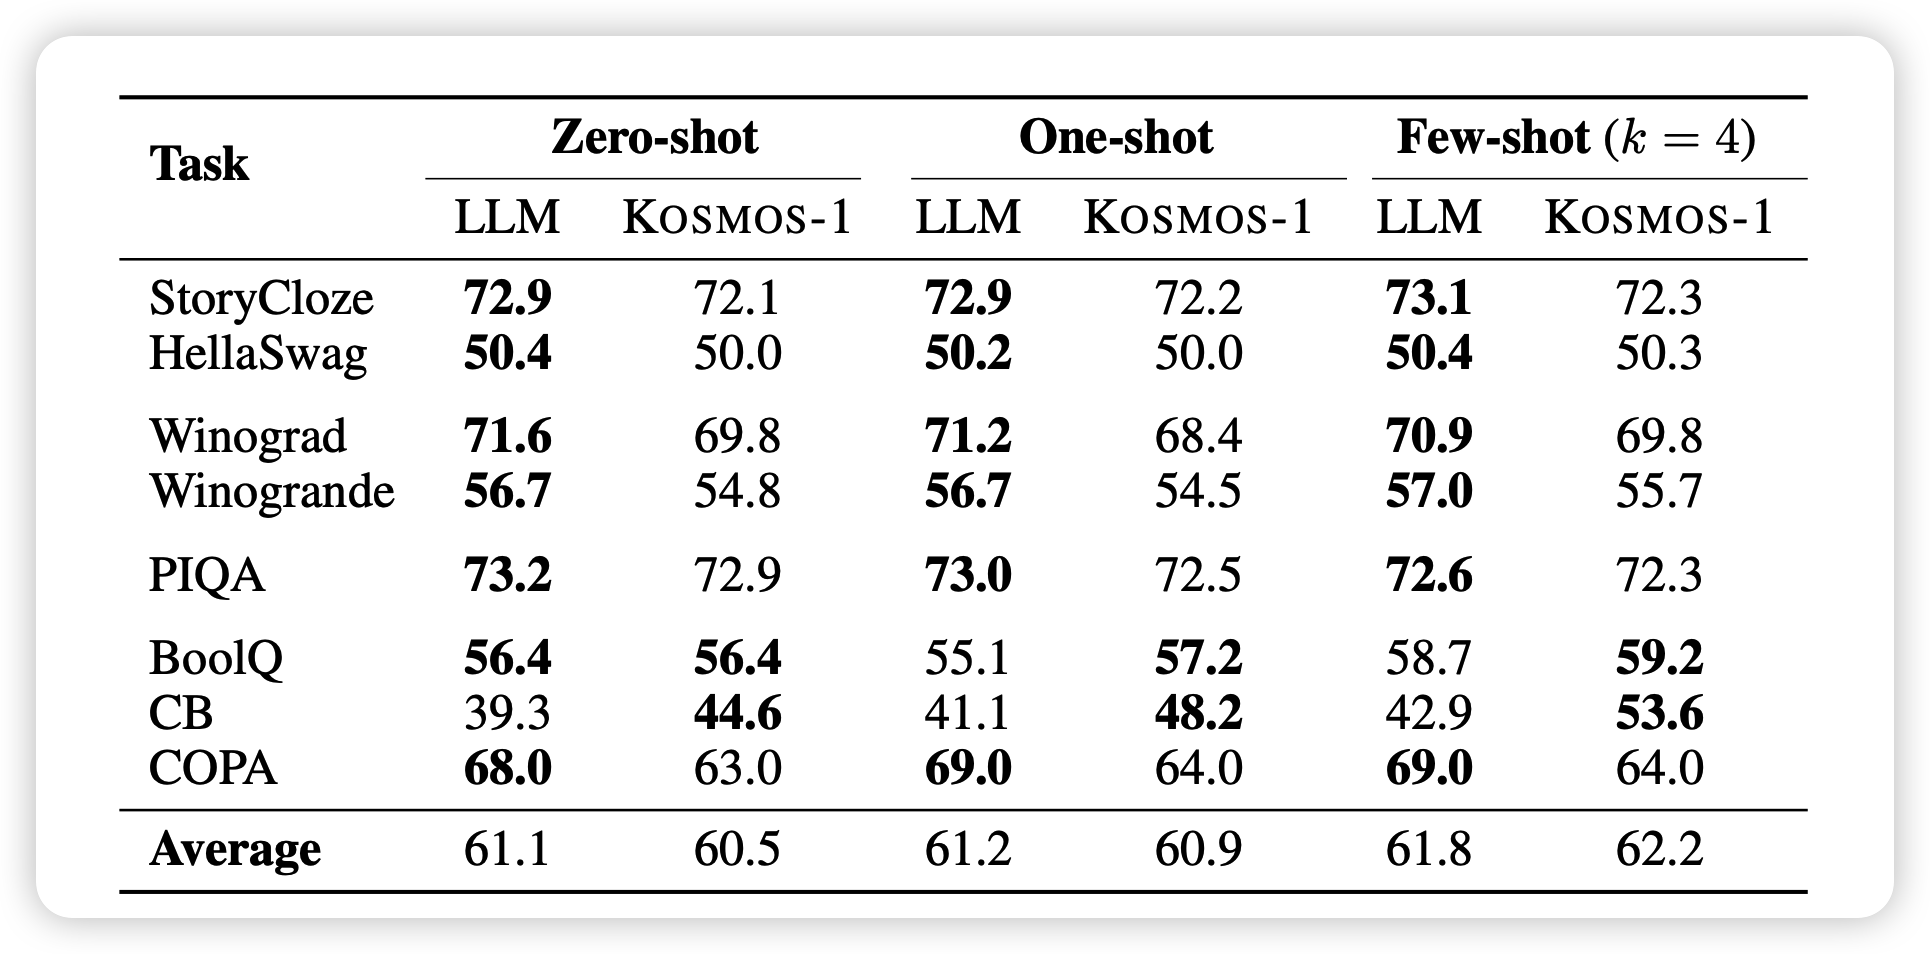 Task Zero-shot One-shot Few-shot (k = 4)
LLM KOSMOS-1 LLM KOSMOS-1 LLM KOSMOS-1
StoryCloze 72.9 72.1 72.9 72.2 73.1 72.3
HellaSwag 50.4 50.0 50.2 50.0 50.4 50.3
Winograd 71.6 69.8 71.2 68.4 70.9 69.8
Winogrande 56.7 54.8 56.7 54.5 57.0 55.7
PIQA 73.2 72.9 73.0 72.5 72.6 72.3
BoolQ 56.4 56.4 55.1 57.2 58.7 59.2
CB 39.3 44.6 41.1 48.2 42.9 53.6
COPA 68.0 63.0 69.0 64.0 69.0 64.0
Average 61.1 60.5 61.2 60.9 61.8 62.2